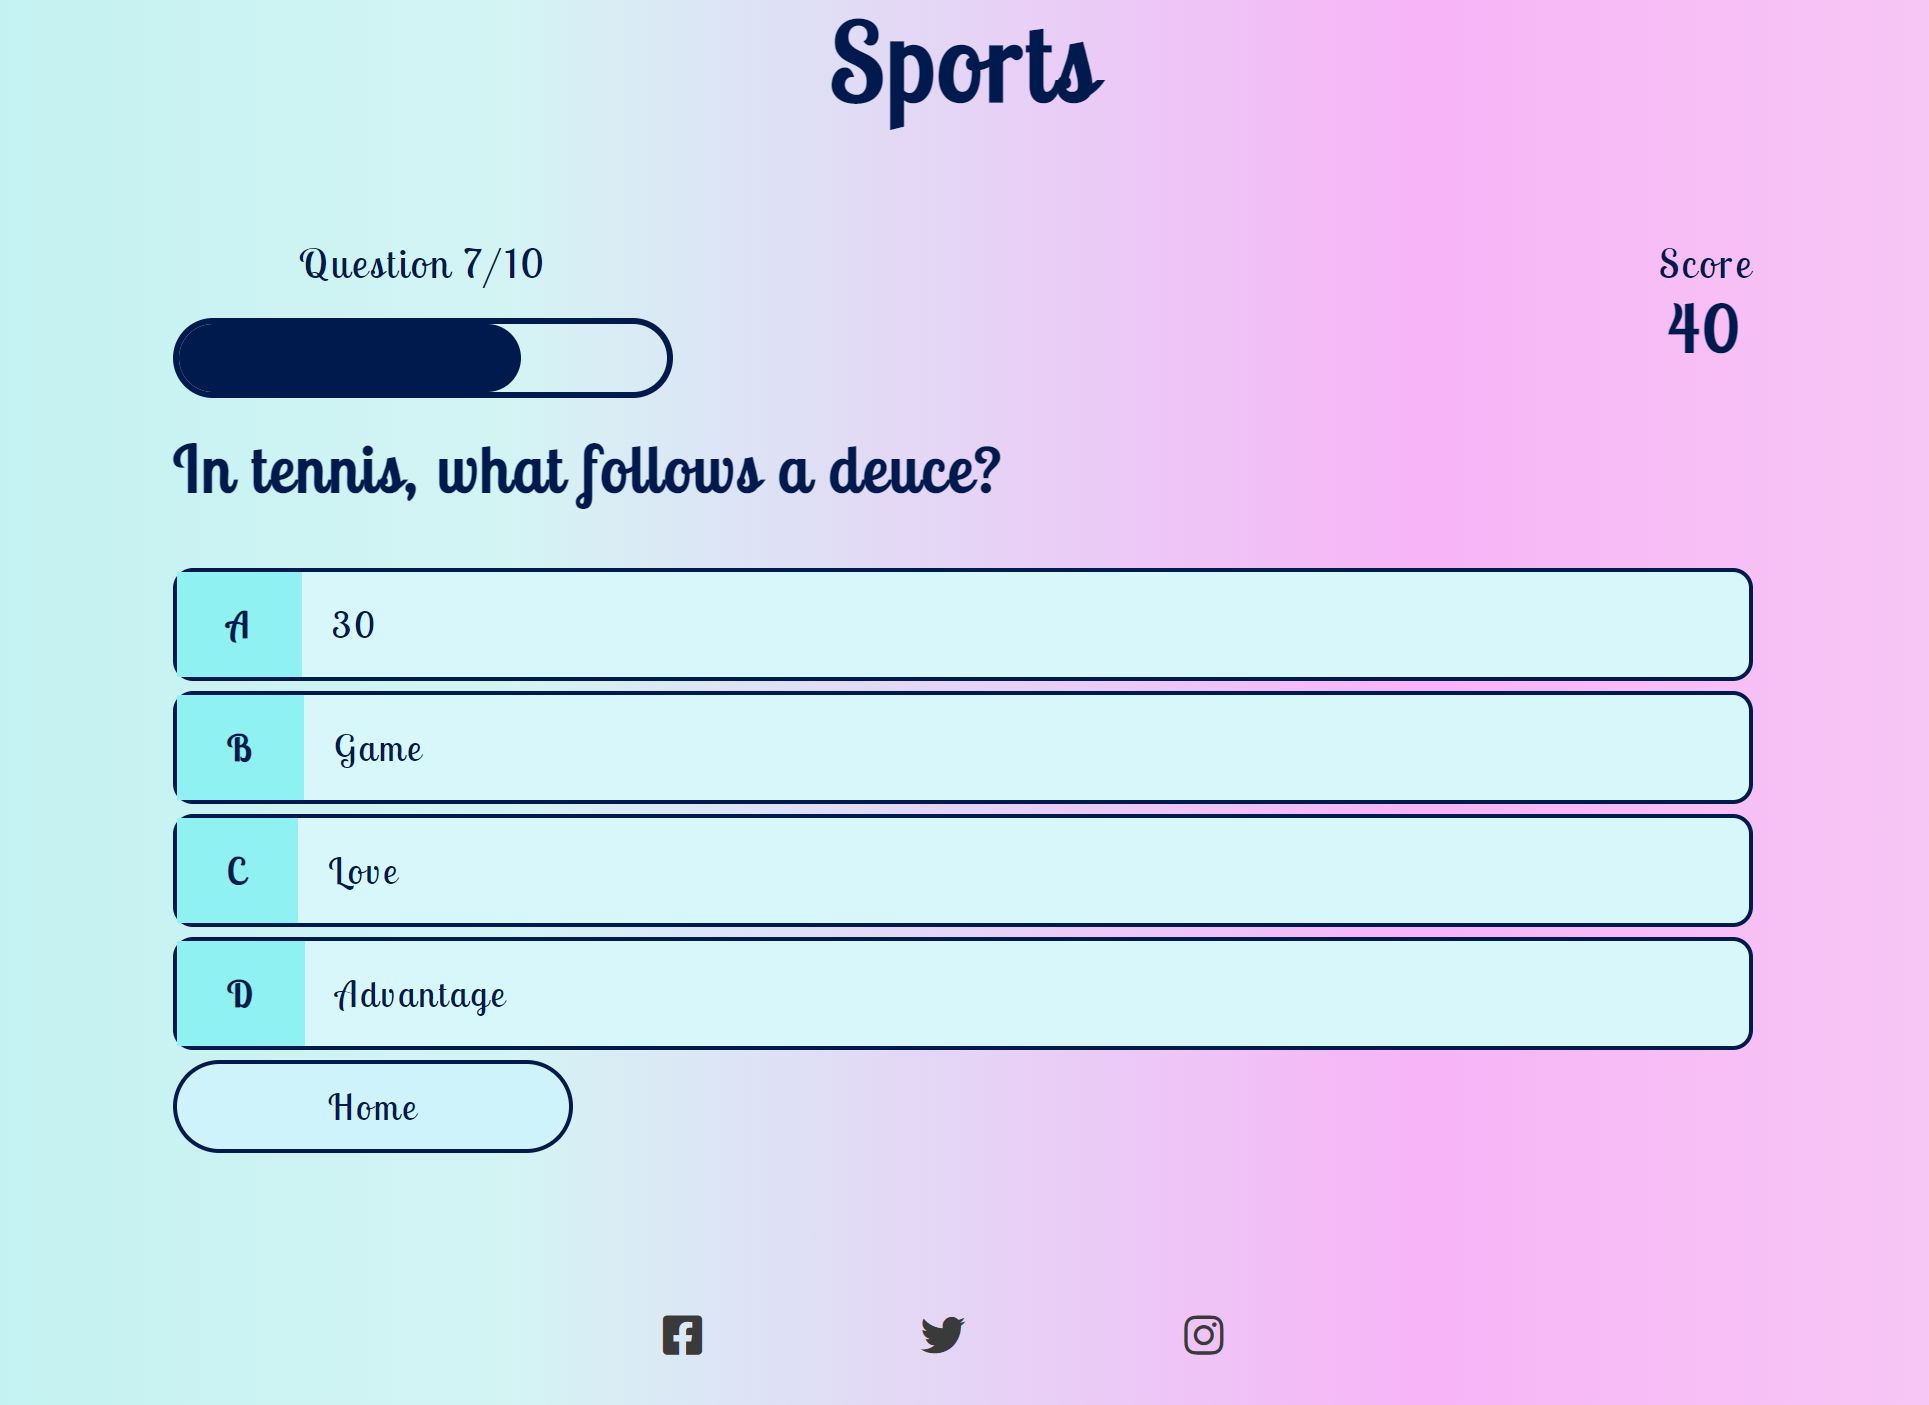 Sports
Question 7/10
Score
40
In tennis, what follows a deuce?
A 30
B Game
C Love
D Advantage
Home